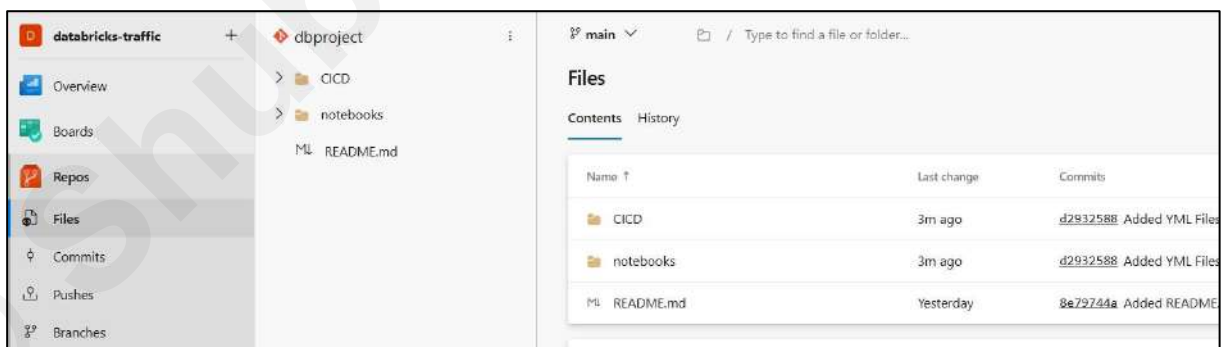 D databricks-traffic +
Overview
Boards
Repos
Files
Commits
Pushes
Branches
dbproject
CICD
notebooks
M↓ README.md
main / Type to find a file or folder...
Files
Contents History
Name ↑ Last change Commits
CICD 3m ago d2932588 Added YML Files
notebooks 3m ago d2932588 Added YML Files
M↓ README.md Yesterday 8e79744a Added README.
Shub